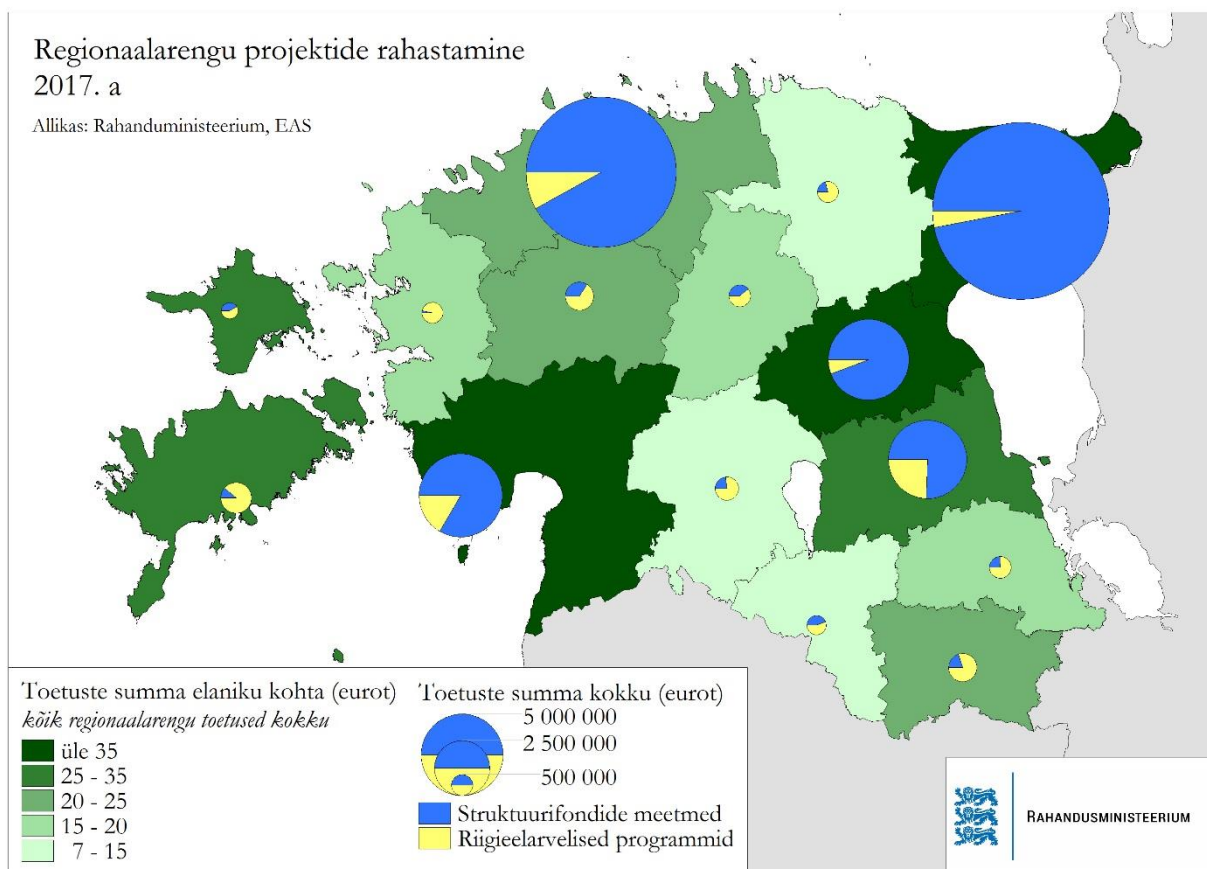 Regionaalarengu projektide rahastamine
2017. a
Allikas: Rahanduministeerium, EAS
Toetuste summa elaniku kohta (eurot)
kõik regionaalarengu toetused kokku
üle 35
25 - 35
20 - 25
15 - 20
7 - 15
Toetuste summa kokku (eurot)
5 000 000
2 500 000
500 000
Struktuurifondide meetmed
Riigieelarvelised programmid
RAHANDUSMINISTEERIUM